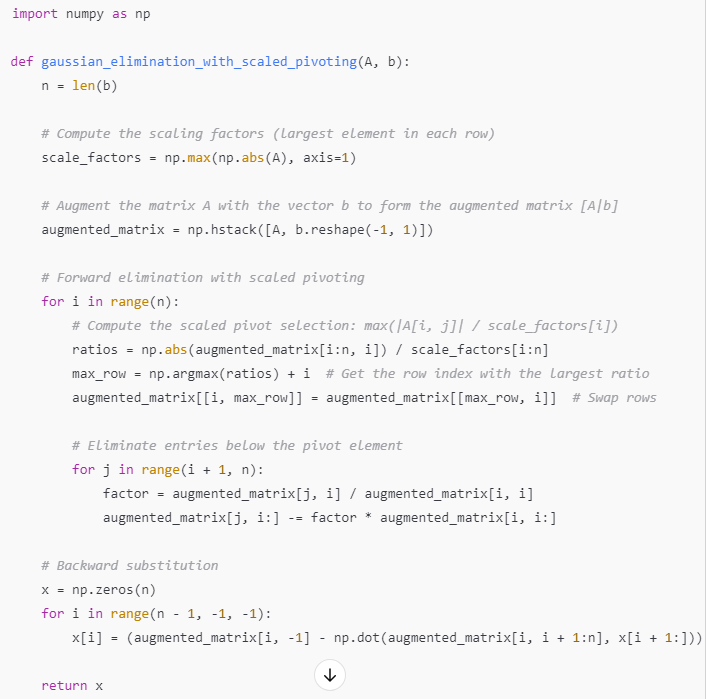 import numpy as np
def gaussian_elimination_with_scaled_pivoting(A, b):
    n = len(b)
    # Compute the scaling factors (largest element in each row)
    scale_factors = np.max(np.abs(A), axis=1)
    # Augment the matrix A with the vector b to form the augmented matrix [A|b]
    augmented_matrix = np.hstack([A, b.reshape(-1, 1)])
    # Forward elimination with scaled pivoting
    for i in range(n):
        # Compute the scaled pivot selection: max(|A[i, j]| / scale_factors[i])
        ratios = np.abs(augmented_matrix[i:n, i]) / scale_factors[i:n]
        max_row = np.argmax(ratios) + i  # Get the row index with the largest ratio
        augmented_matrix[[i, max_row]] = augmented_matrix[[max_row, i]]  # Swap rows
        # Eliminate entries below the pivot element
        for j in range(i + 1, n):
            factor = augmented_matrix[j, i] / augmented_matrix[i, i]
            augmented_matrix[j, i:] -= factor * augmented_matrix[i, i:]
    # Backward substitution
    x = np.zeros(n)
    for i in range(n - 1, -1, -1):
        x[i] = (augmented_matrix[i, -1] - np.dot(augmented_matrix[i, i + 1:n], x[i + 1:]))
    return x